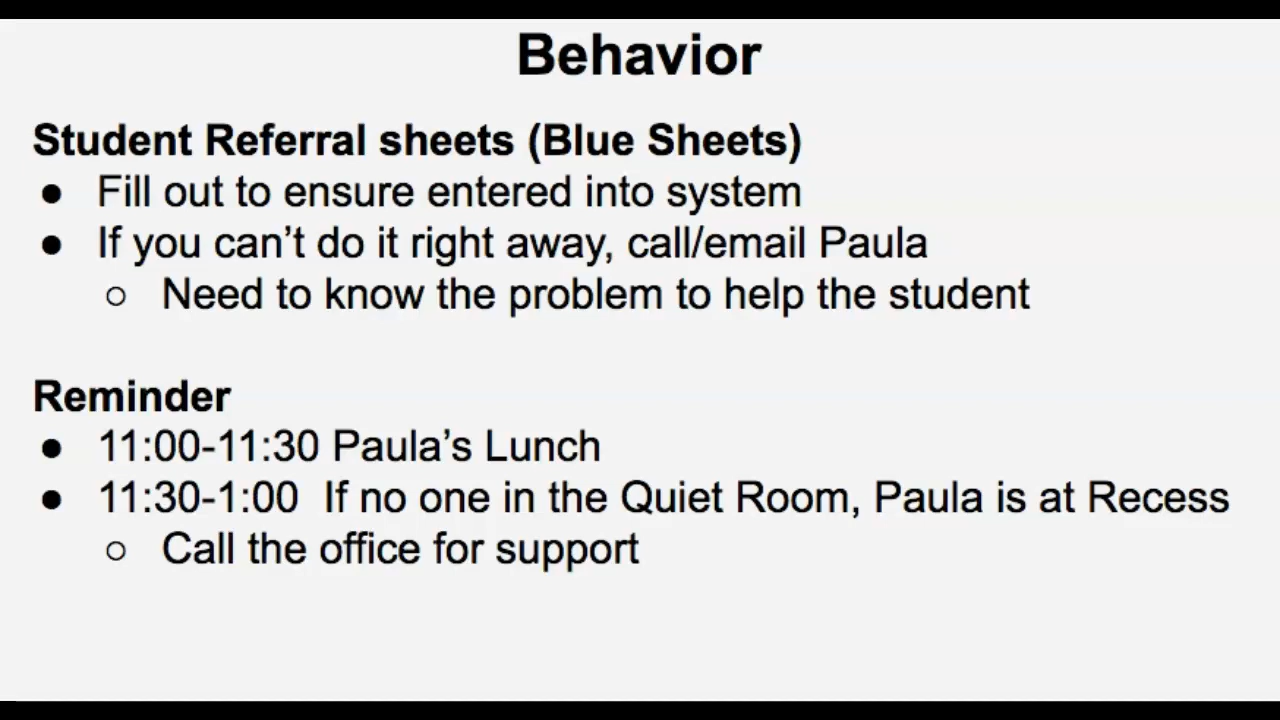 Behavior
Student Referral sheets (Blue Sheets)
● Fill out to ensure entered into system
● If you can’t do it right away, call/email Paula
○ Need to know the problem to help the student
Reminder
● 11:00-11:30 Paula’s Lunch
● 11:30-1:00  If no one in the Quiet Room, Paula is at Recess
○ Call the office for support